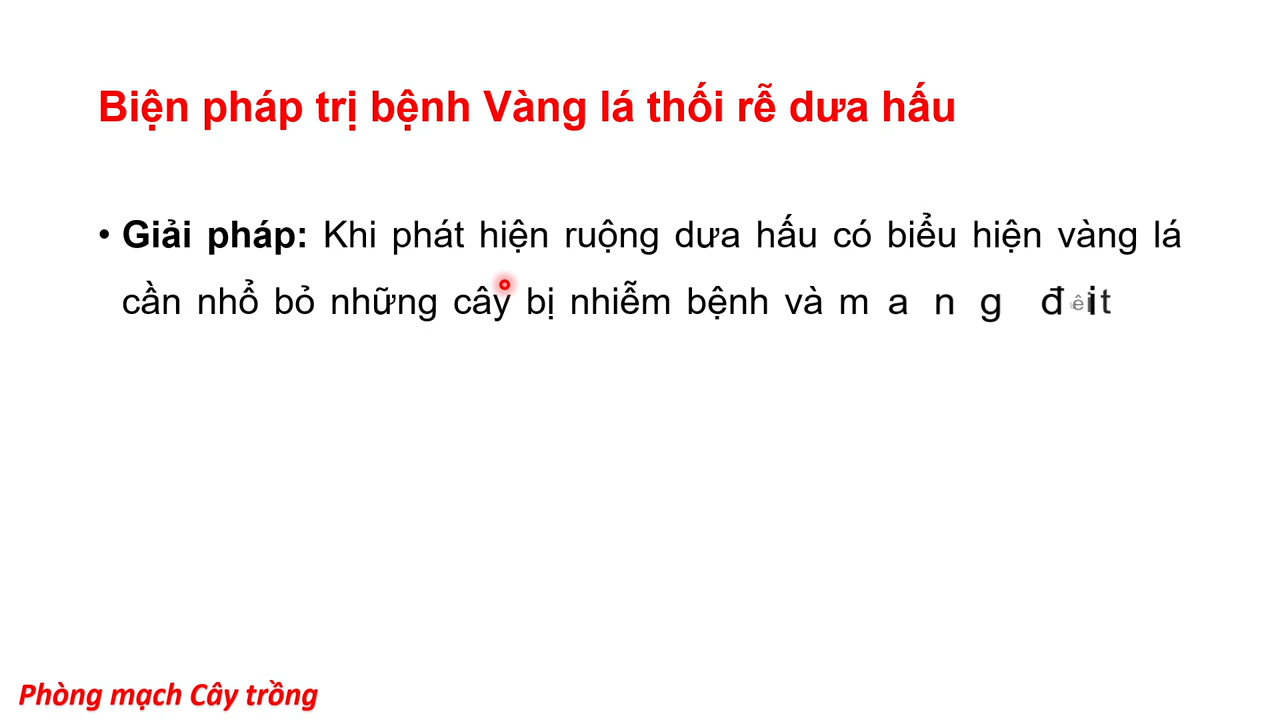 Biện pháp trị bệnh Vàng lá thối rễ dưa hấu
• Giải pháp: Khi phát hiện ruộng dưa hấu có biểu hiện vàng lá
cần nhổ bỏ những cây bị nhiễm bệnh và mang
Phòng mạch Cây trồng